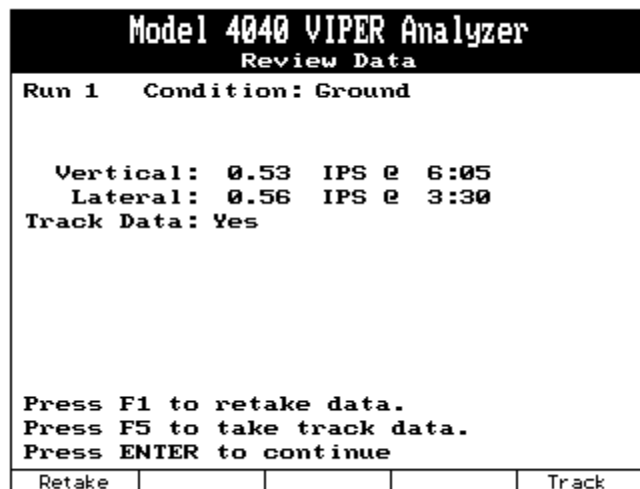 Model 4040 VIPER Analyzer
Review Data
Run 1 Condition: Ground
Vertical: 0.53 IPS @ 6:05
Lateral: 0.56 IPS @ 3:30
Track Data: Yes
Press F1 to retake data.
Press F5 to take track data.
Press ENTER to continue
Retake Track